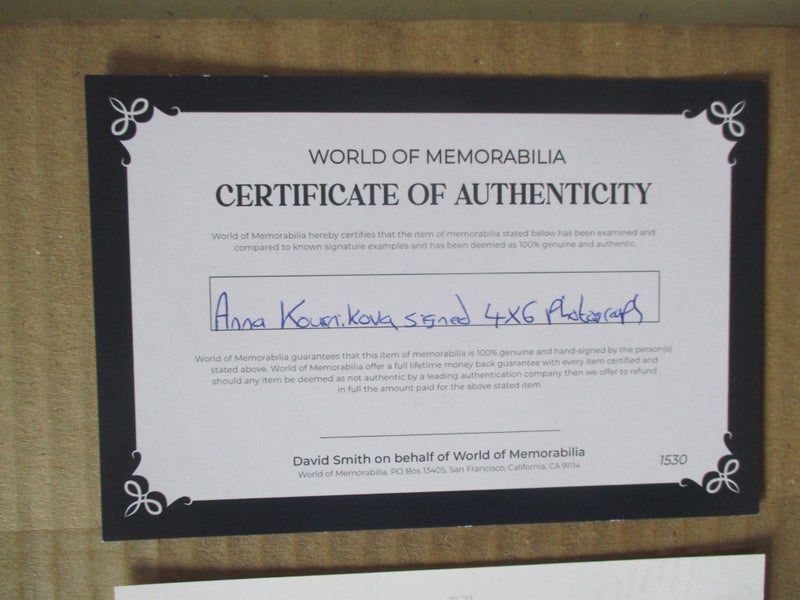 WORLD OF MEMORABILIA
CERTIFICATE OF AUTHENTICITY
World of Memorabilia hereby certifies that the item of memorabilia stated below has been examined and
compared to known signature examples and has been deemed as 100% genuine and authentic.
Anna Kournikova signed 4X6 Photograph
World of Memorabilia guarantees that this item of memorabilia is 100% genuine and hand-signed by the person(s)
stated above. World of Memorabilia offer a full lifetime money back guarantee with every item certified and
should any item be deemed as not authentic by a leading authentication company then we offer to refund
in full the amount paid for the above stated item.
David Smith on behalf of World of Memorabilia
World of Memorabilia, PO Box 13405, San Francisco, California, CA 91114
1530